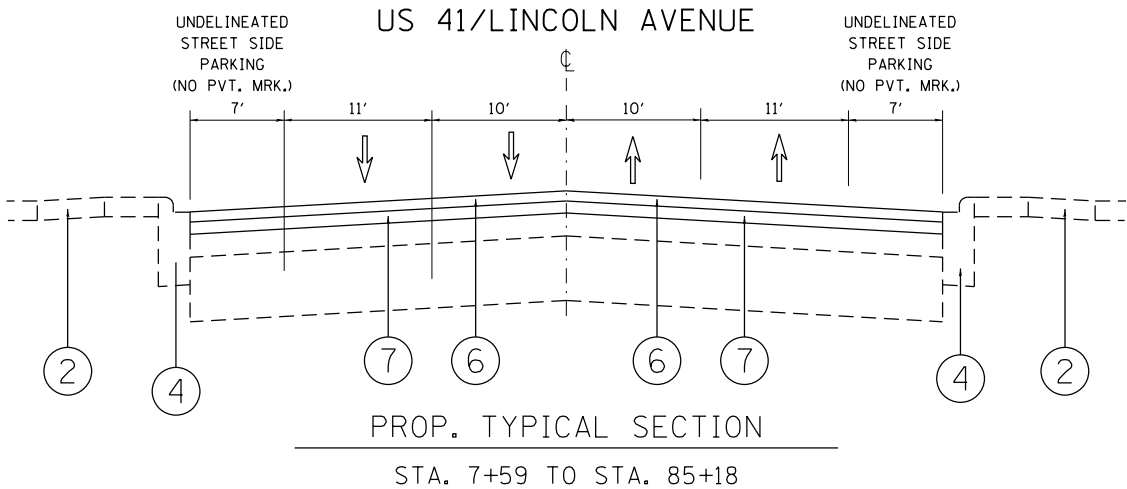 US 41/LINCOLN AVENUE
UNDELINEATED
STREET SIDE
PARKING
(NO PVT. MRK.)
UNDELINEATED
STREET SIDE
PARKING
(NO PVT. MRK.)
℄
7' 11' 10' 10' 11' 7'
2 4 7 6 6 7 4 2
PROP. TYPICAL SECTION
STA. 7+59 TO STA. 85+18